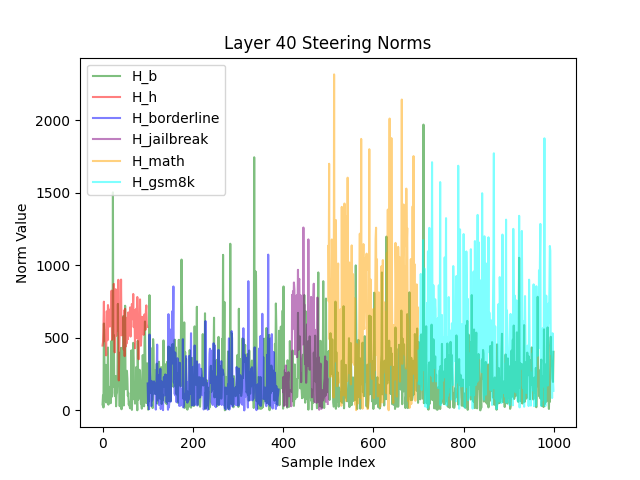 Layer 40 Steering Norms
H_b
H_h
H_borderline
H_jailbreak
H_math
H_gsm8k
Norm Value
2000
1500
1000
500
0
0 200 400 600 800 1000
Sample Index